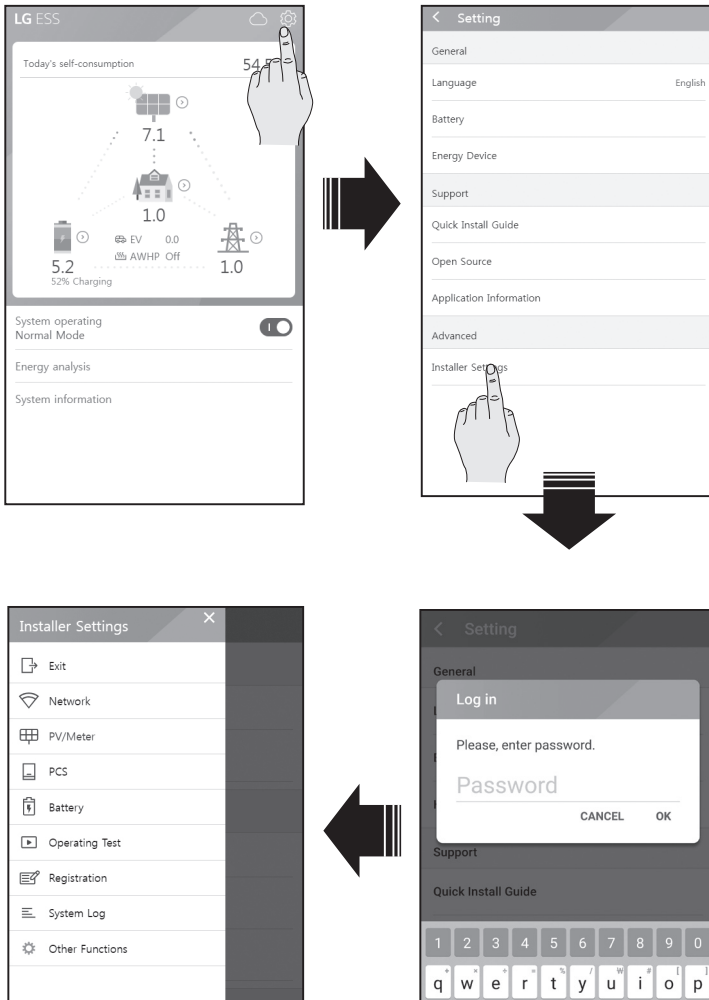 LG ESS
Today's self-consumption
7.1
1.0
EV 0.0
AWHP Off
5.2
52% Charging
1.0
System operating
Normal Mode
Energy analysis
System information
Setting
General
Language English
Battery
Energy Device
Support
Quick Install Guide
Open Source
Application Information
Advanced
Installer Settings
Installer Settings
Exit
Network
PV/Meter
PCS
Battery
Operating Test
Registration
System Log
Other Functions
Setting
General
Log in
Please, enter password.
Password
CANCEL OK
Support
Quick Install Guide
1 2 3 4 5 6 7 8 9 0
q w e r t y u i o p